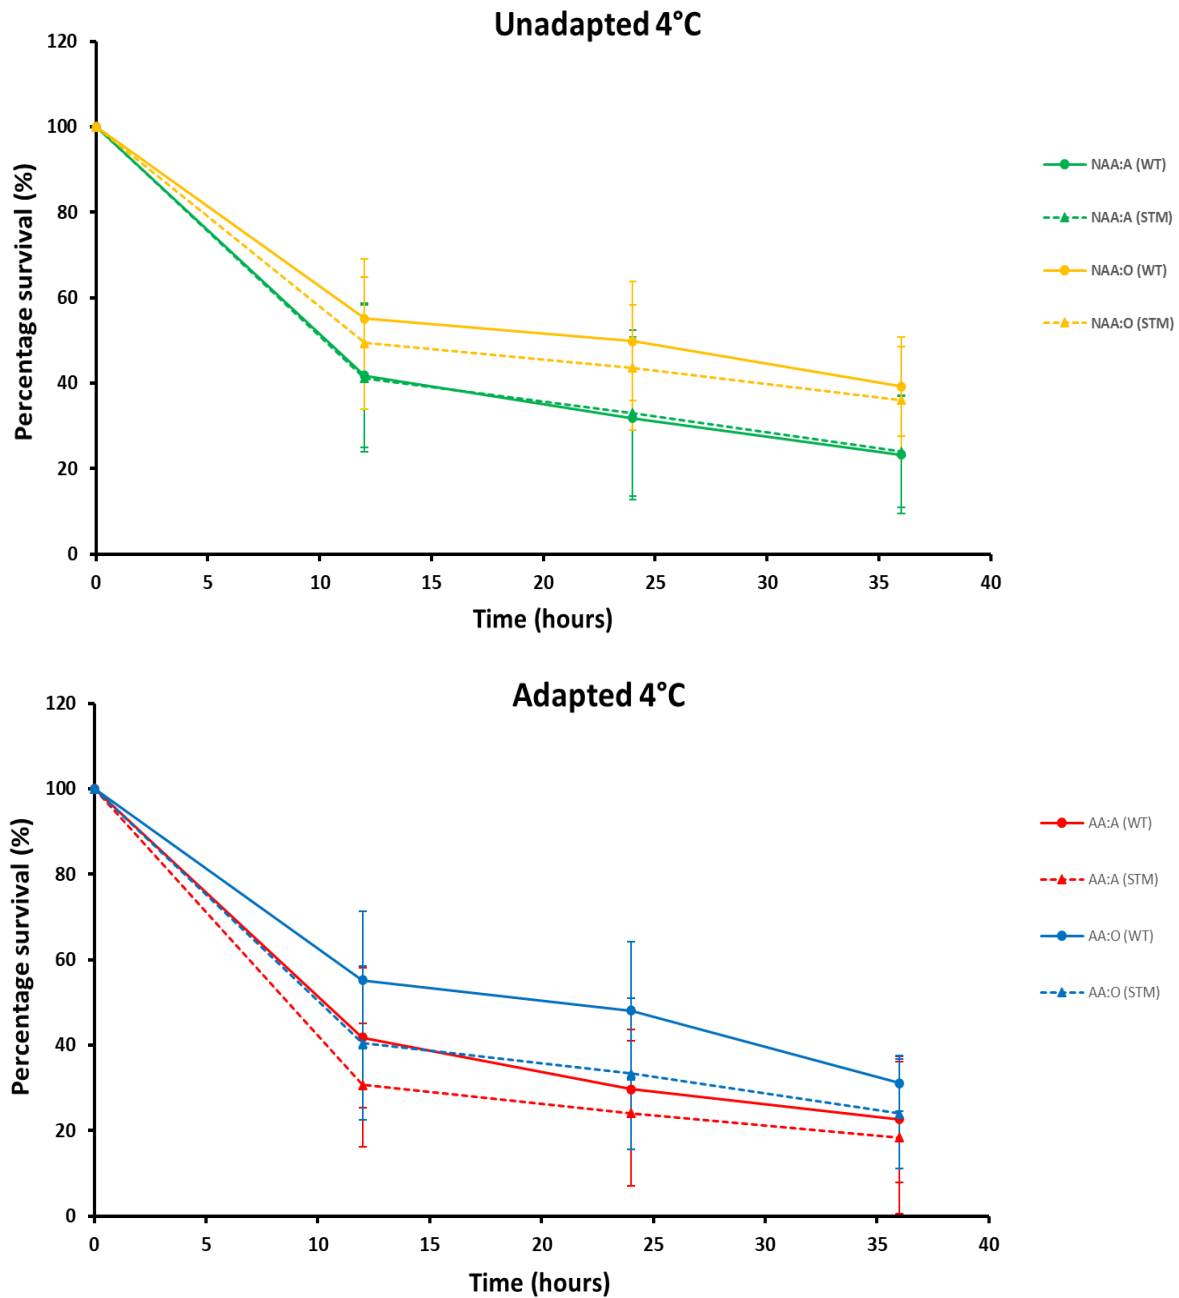 Unadapted 4°C
120
100
80
60
40
20
0
Percentage survival (%)
0 5 10 15 20 25 30 35 40
Time (hours)
NAA:A (WT)
NAA:A (STM)
NAA:O (WT)
NAA:O (STM)
Adapted 4°C
120
100
80
60
40
20
0
Percentage survival (%)
0 5 10 15 20 25 30 35 40
Time (hours)
AA:A (WT)
AA:A (STM)
AA:O (WT)
AA:O (STM)